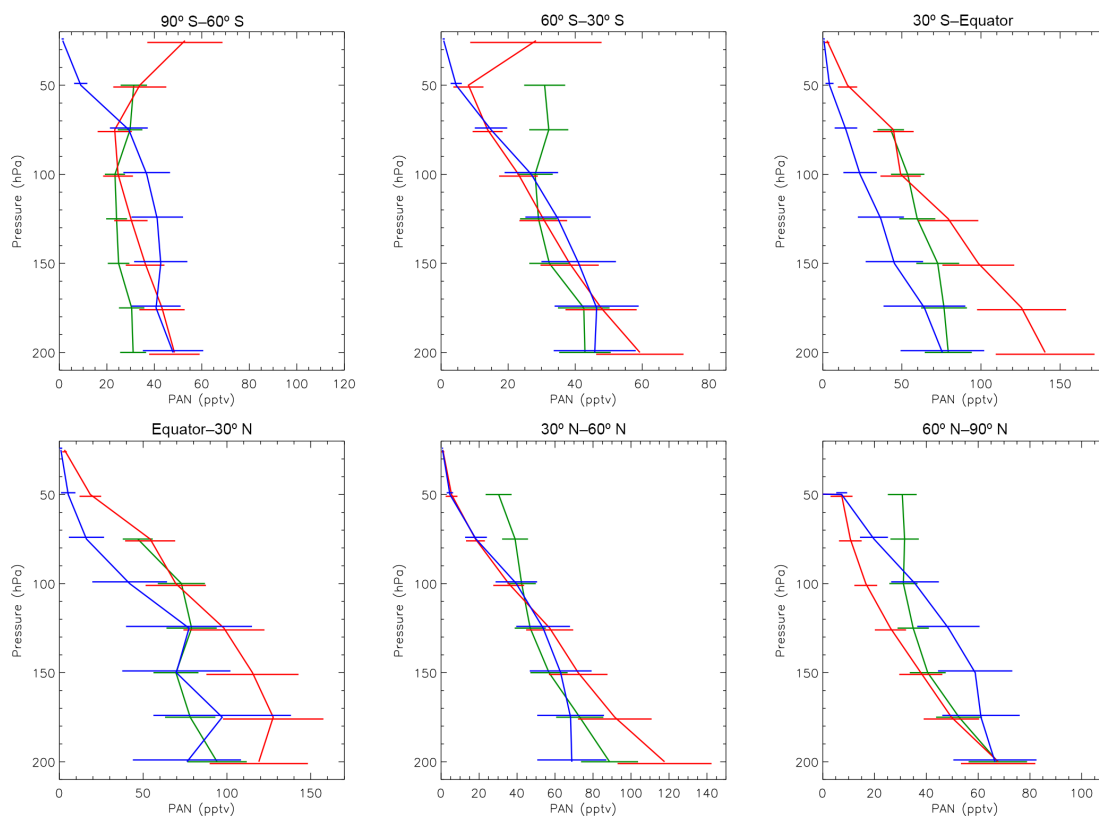 90º S–60º S
50
100
150
200
Pressure (hPa)
0 20 40 60 80 100 120
PAN (pptv)
60º S–30º S
50
100
150
200
Pressure (hPa)
0 20 40 60 80
PAN (pptv)
30º S–Equator
50
100
150
200
Pressure (hPa)
0 50 100 150
PAN (pptv)
Equator–30º N
50
100
150
200
Pressure (hPa)
0 50 100 150
PAN (pptv)
30º N–60º N
50
100
150
200
Pressure (hPa)
0 20 40 60 80 100 120 140
PAN (pptv)
60º N–90º N
50
100
150
200
Pressure (hPa)
0 20 40 60 80 100
PAN (pptv)